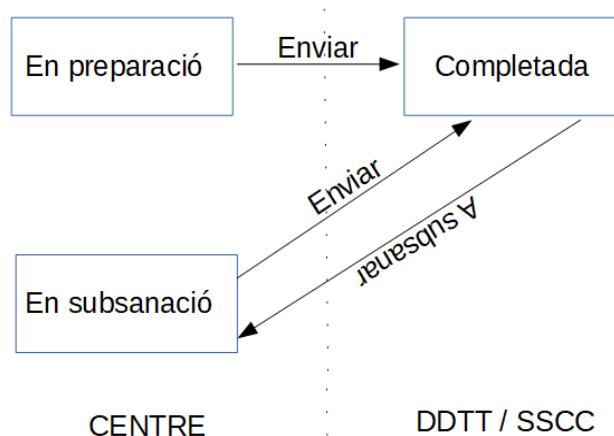 En preparació
Enviar
Completada
Enviar
A subsanar
En subsanació
CENTRE
DDTT / SSCC